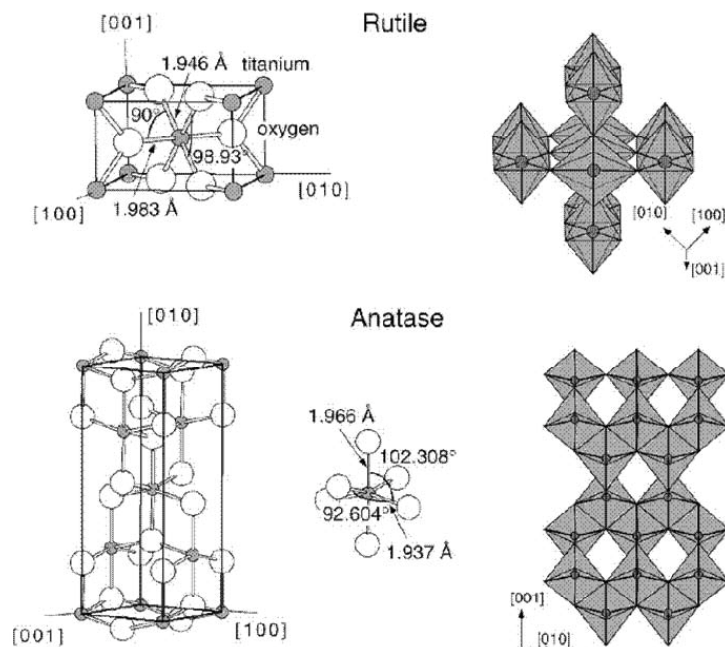 [001]
Rutile
1.946 Å titanium
90°
oxygen
98.93°
[010]
[100]
1.983 Å
[010]
[100]
[001]
[010]
Anatase
1.966 Å
102.308°
92.604°
1.937 Å
[001]
[100]
[001]
[010]